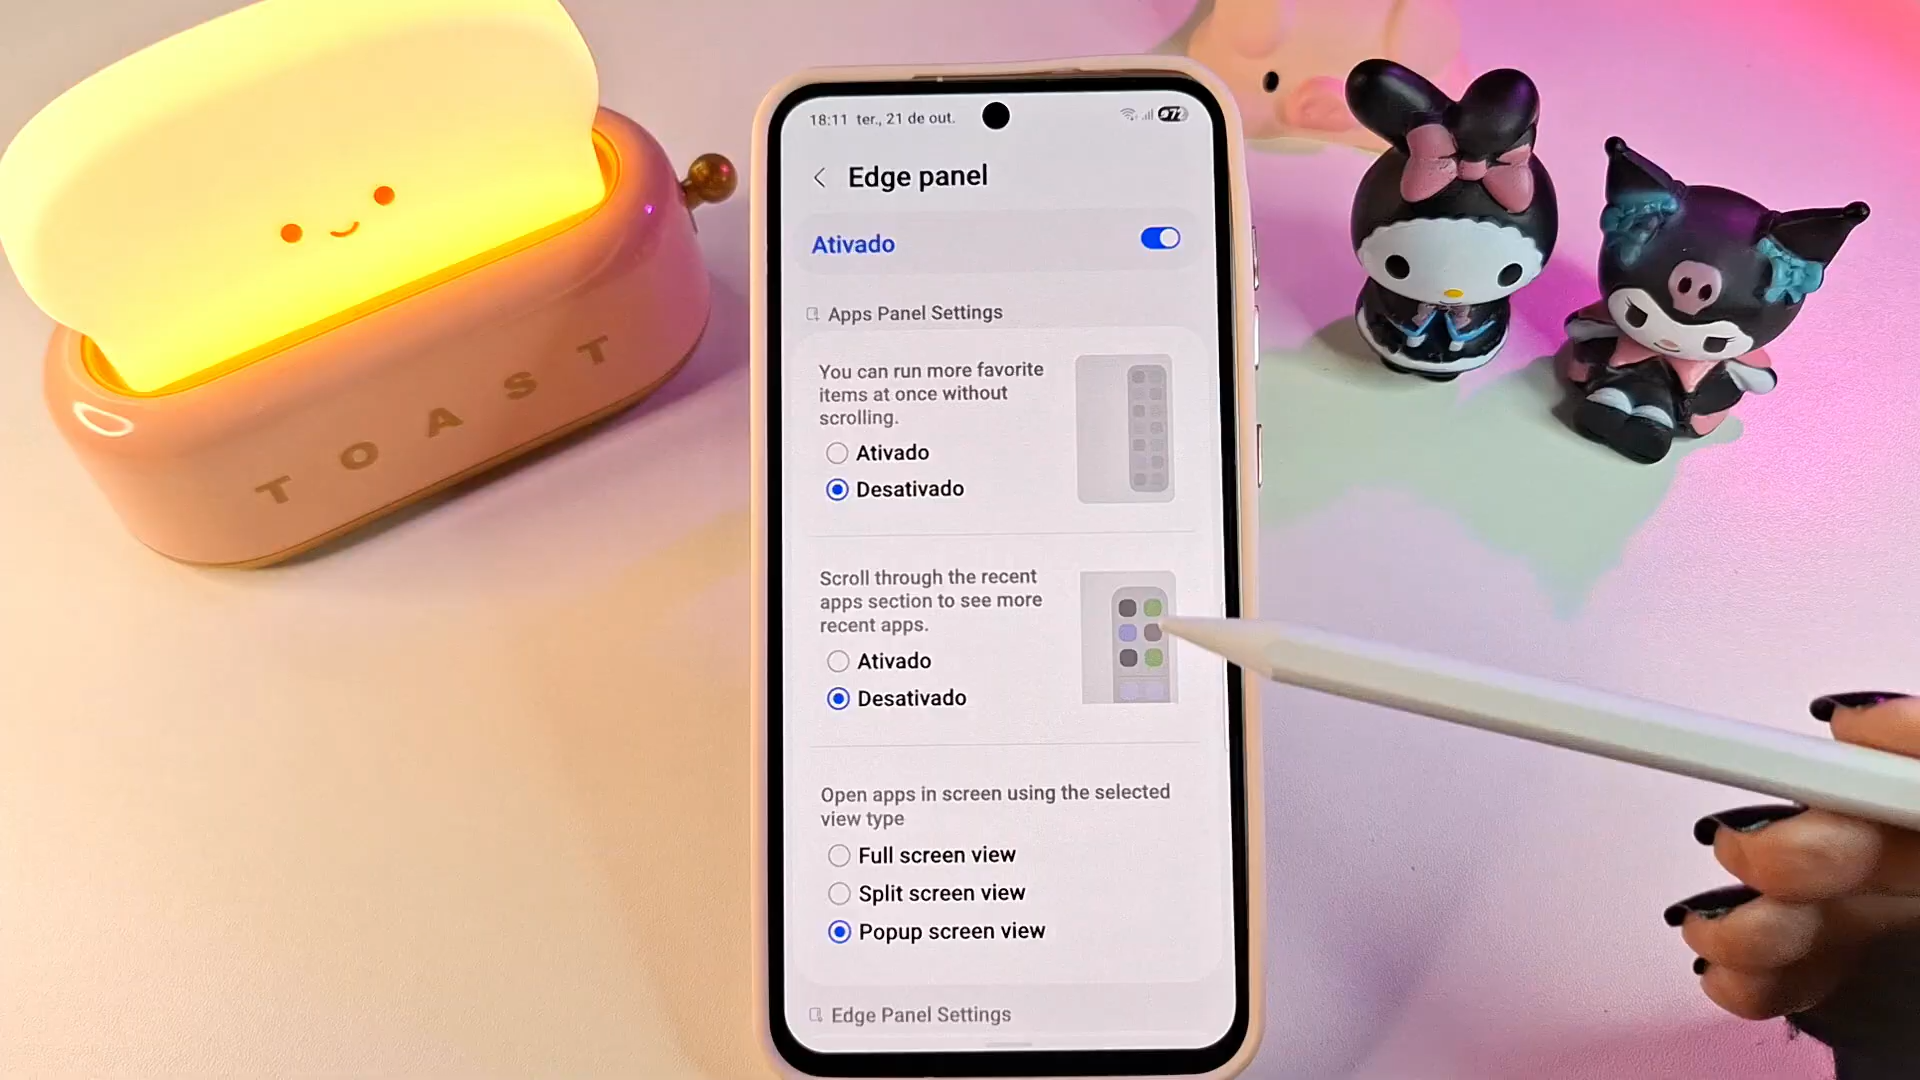 TOAST
18:11 ter., 21 de out.
72
Edge panel
Ativado
Apps Panel Settings
You can run more favorite
items at once without
scrolling.
Ativado
Desativado
Scroll through the recent
apps section to see more
recent apps.
Ativado
Desativado
Open apps in screen using the selected
view type
Full screen view
Split screen view
Popup screen view
Edge Panel Settings